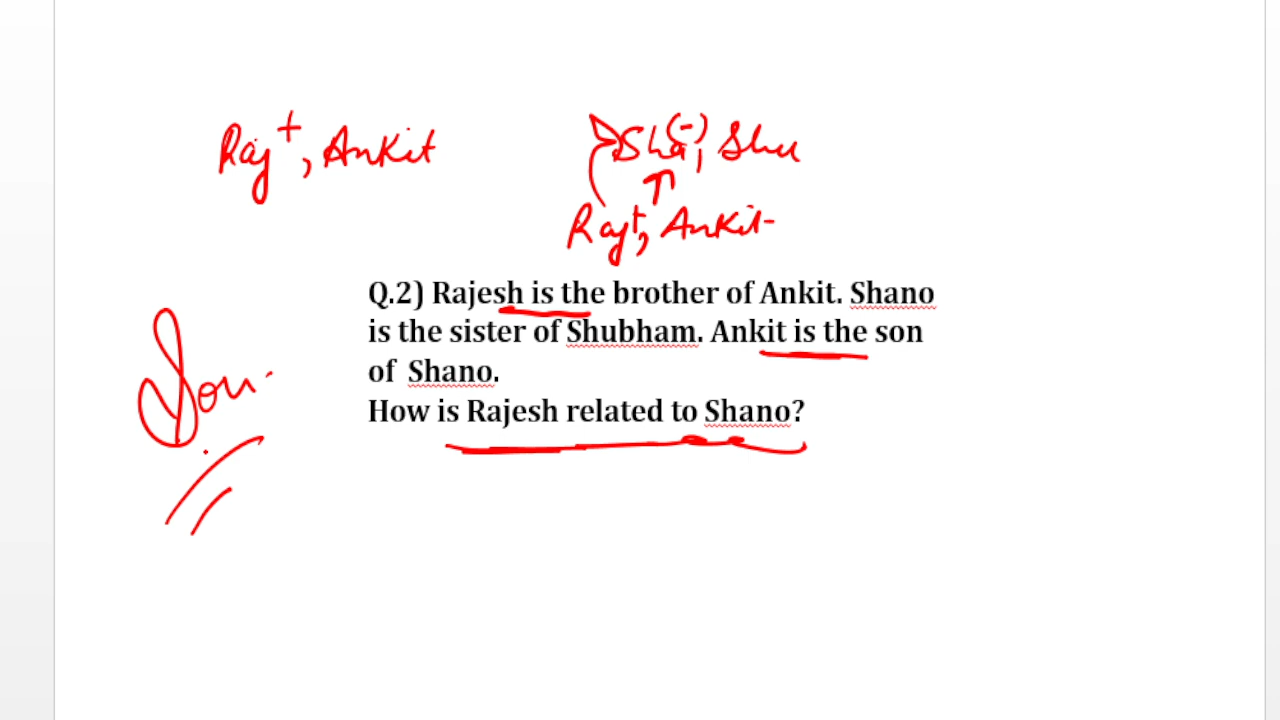 Raj +, Ankit
Sha (-), Shu
Raj +, Ankit
Q.2) Rajesh is the brother of Ankit. Shano
is the sister of Shubham. Ankit is the son
of Shano.
How is Rajesh related to Shano?
Son.